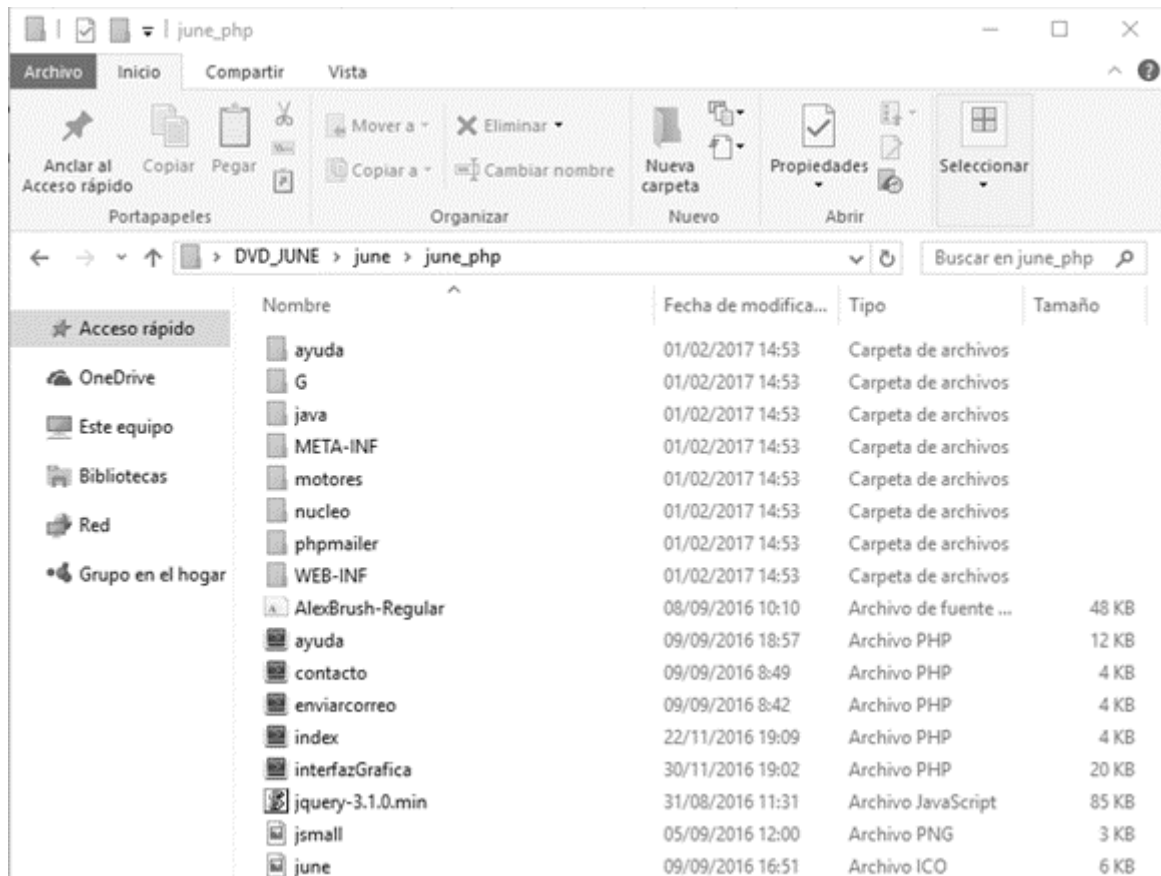 june_php
Archivo Inicio Compartir Vista
Anclar al Acceso rápido
Copiar
Pegar
Mover a
Copiar a
Eliminar
Cambiar nombre
Nueva carpeta
Propiedades
Seleccionar
Portapapeles Organizar Nuevo Abrir
DVD_JUNE > june > june_php
Buscar en june_php
Acceso rápido
OneDrive
Este equipo
Bibliotecas
Red
Grupo en el hogar
Nombre Fecha de modifica... Tipo Tamaño
ayuda 01/02/2017 14:53 Carpeta de archivos
G 01/02/2017 14:53 Carpeta de archivos
java 01/02/2017 14:53 Carpeta de archivos
META-INF 01/02/2017 14:53 Carpeta de archivos
motores 01/02/2017 14:53 Carpeta de archivos
nucleo 01/02/2017 14:53 Carpeta de archivos
phpmailer 01/02/2017 14:53 Carpeta de archivos
WEB-INF 01/02/2017 14:53 Carpeta de archivos
AlexBrush-Regular 08/09/2016 10:10 Archivo de fuente ... 48 KB
ayuda 09/09/2016 18:57 Archivo PHP 12 KB
contacto 09/09/2016 8:49 Archivo PHP 4 KB
enviarcorreo 09/09/2016 8:42 Archivo PHP 4 KB
index 22/11/2016 19:09 Archivo PHP 4 KB
interfazGrafica 30/11/2016 19:02 Archivo PHP 20 KB
jquery-3.1.0.min 31/08/2016 11:31 Archivo JavaScript 85 KB
jsmall 05/09/2016 12:00 Archivo PNG 3 KB
june 09/09/2016 16:51 Archivo ICO 6 KB